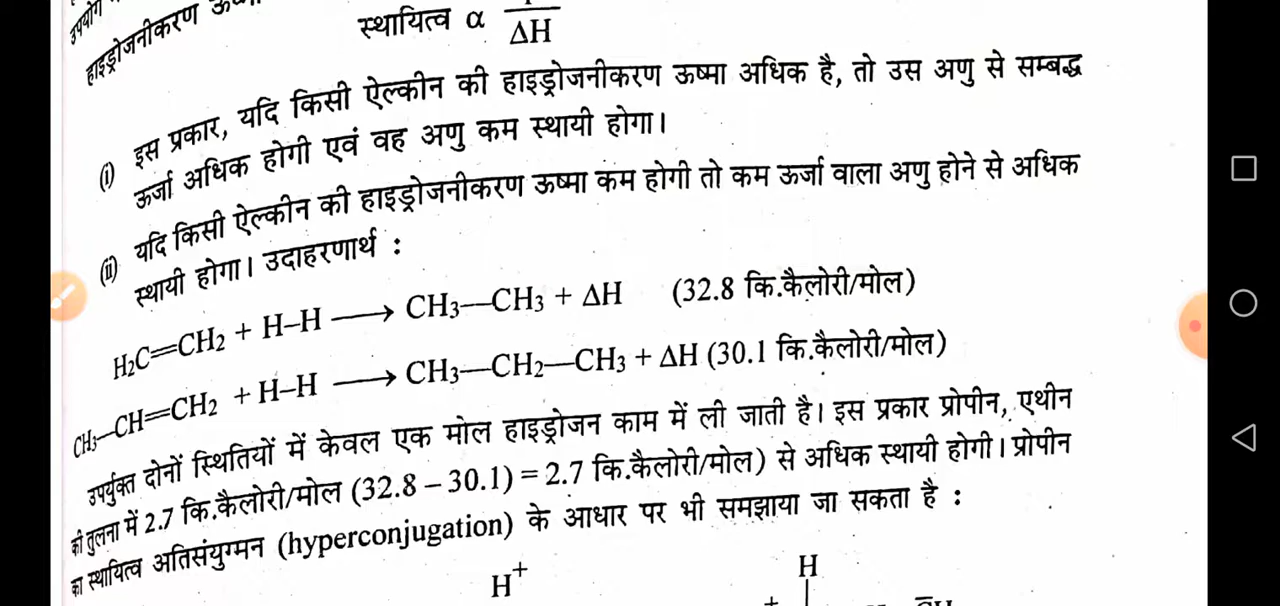 उपयोग
हाइड्रोजनीकरण
स्थायित्व α 1/ΔH
(i) इस प्रकार, यदि किसी ऐल्कीन की हाइड्रोजनीकरण ऊष्मा अधिक है, तो उस अणु से सम्बद्ध
ऊर्जा अधिक होगी एवं वह अणु कम स्थायी होगा।
(ii) यदि किसी ऐल्कीन की हाइड्रोजनीकरण ऊष्मा कम होगी तो कम ऊर्जा वाला अणु होने से अधिक
स्थायी होगा। उदाहरणार्थ :
H₂C=CH₂ + H–H ⟶ CH₃—CH₃ + ΔH (32.8 कि.कैलोरी/मोल)
CH₃—CH=CH₂ + H–H ⟶ CH₃—CH₂—CH₃ + ΔH (30.1 कि.कैलोरी/मोल)
उपर्युक्त दोनों स्थितियों में केवल एक मोल हाइड्रोजन काम में ली जाती है। इस प्रकार प्रोपीन, एथीन
की तुलना में 2.7 कि.कैलोरी/मोल (32.8 – 30.1) = 2.7 कि.कैलोरी/मोल) से अधिक स्थायी होगी। प्रोपीन
का स्थायित्व अतिसंयुग्मन (hyperconjugation) के आधार पर भी समझाया जा सकता है :
H⁺ H